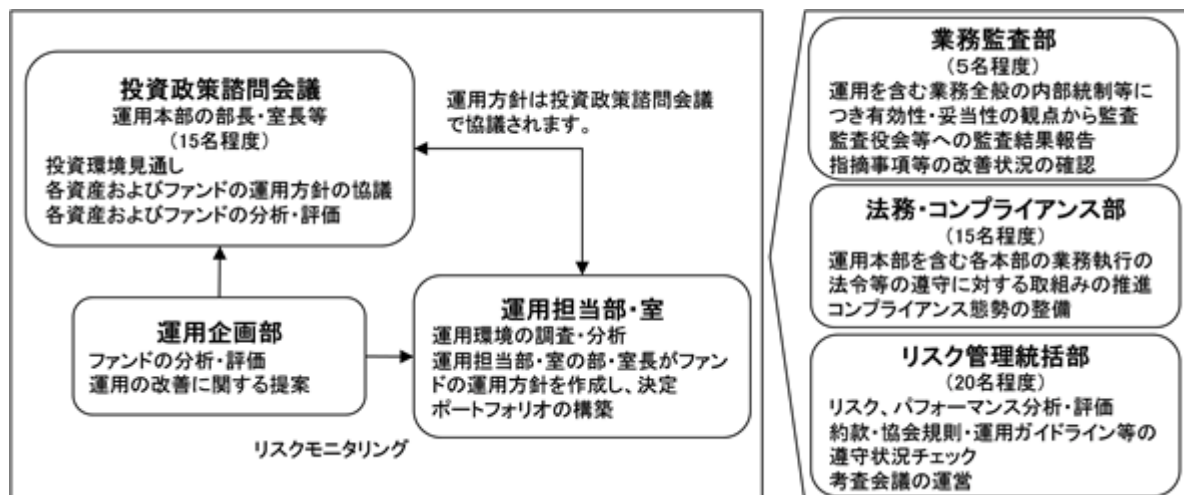 投資政策諮問会議
運用本部の部長・室長等
(15名程度)
投資環境見通し
各資産およびファンドの運用方針の協議
各資産およびファンドの分析・評価
運用方針は投資政策諮問会議
で協議されます。
運用企画部
ファンドの分析・評価
運用の改善に関する提案
運用担当部・室
運用環境の調査・分析
運用担当部・室の部・室長がファン
ドの運用方針を作成し、決定
ポートフォリオの構築
リスクモニタリング
業務監査部
(5名程度)
運用を含む業務全般の内部統制等に
つき有効性・妥当性の観点から監査
監査役会等への監査結果報告
指摘事項等の改善状況の確認
法務・コンプライアンス部
(15名程度)
運用本部を含む各本部の業務執行の
法令等の遵守に対する取組みの推進
コンプライアンス態勢の整備
リスク管理統括部
(20名程度)
リスク、パフォーマンス分析・評価
約款・協会規則・運用ガイドライン等の
遵守状況チェック
考査会議の運営